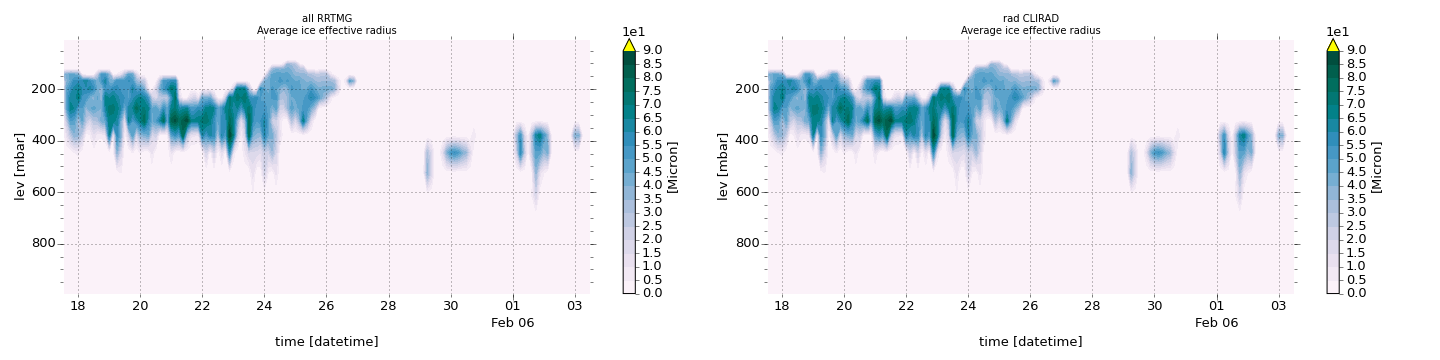 all RRTMG
Average ice effective radius
1e1
9.0
8.5
8.0
7.5
7.0
6.5
6.0
5.5
5.0
4.5
4.0
3.5
3.0
2.5
2.0
1.5
1.0
0.5
0.0
[Micron]
lev [mbar]
200
400
600
800
18 20 22 24 26 28 30 01 03
Feb 06
time [datetime]
rad CLIRAD
Average ice effective radius
1e1
9.0
8.5
8.0
7.5
7.0
6.5
6.0
5.5
5.0
4.5
4.0
3.5
3.0
2.5
2.0
1.5
1.0
0.5
0.0
[Micron]
lev [mbar]
200
400
600
800
18 20 22 24 26 28 30 01 03
Feb 06
time [datetime]